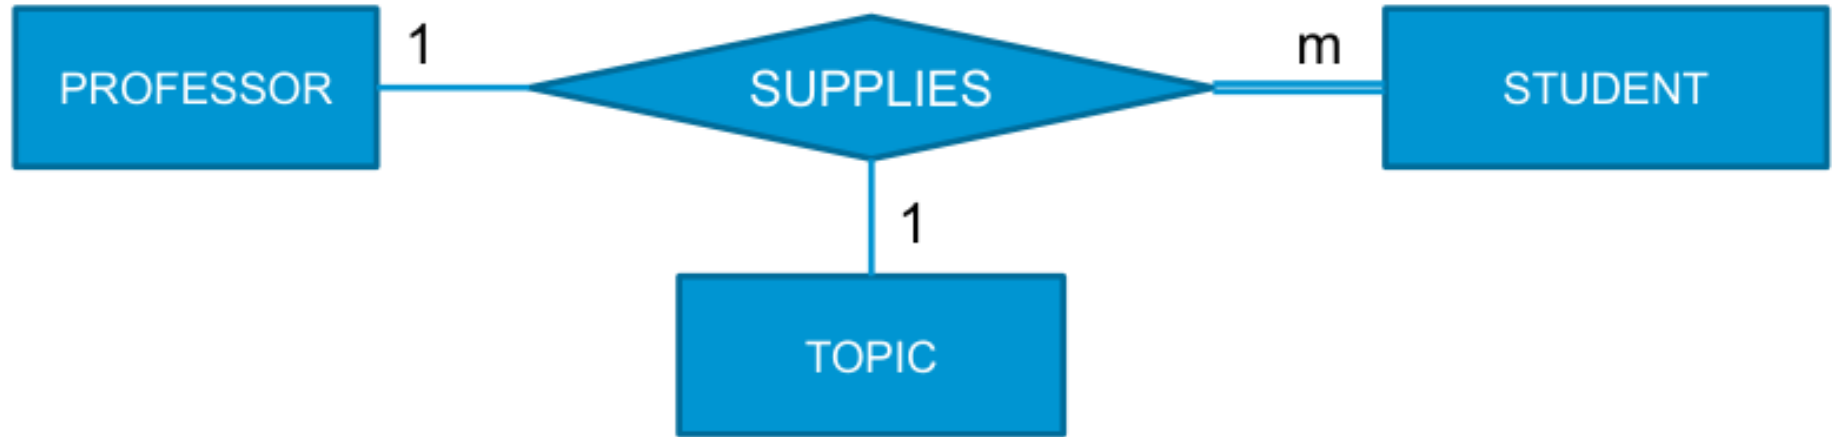 PROFESSOR
1
SUPPLIES
m
STUDENT
1
TOPIC